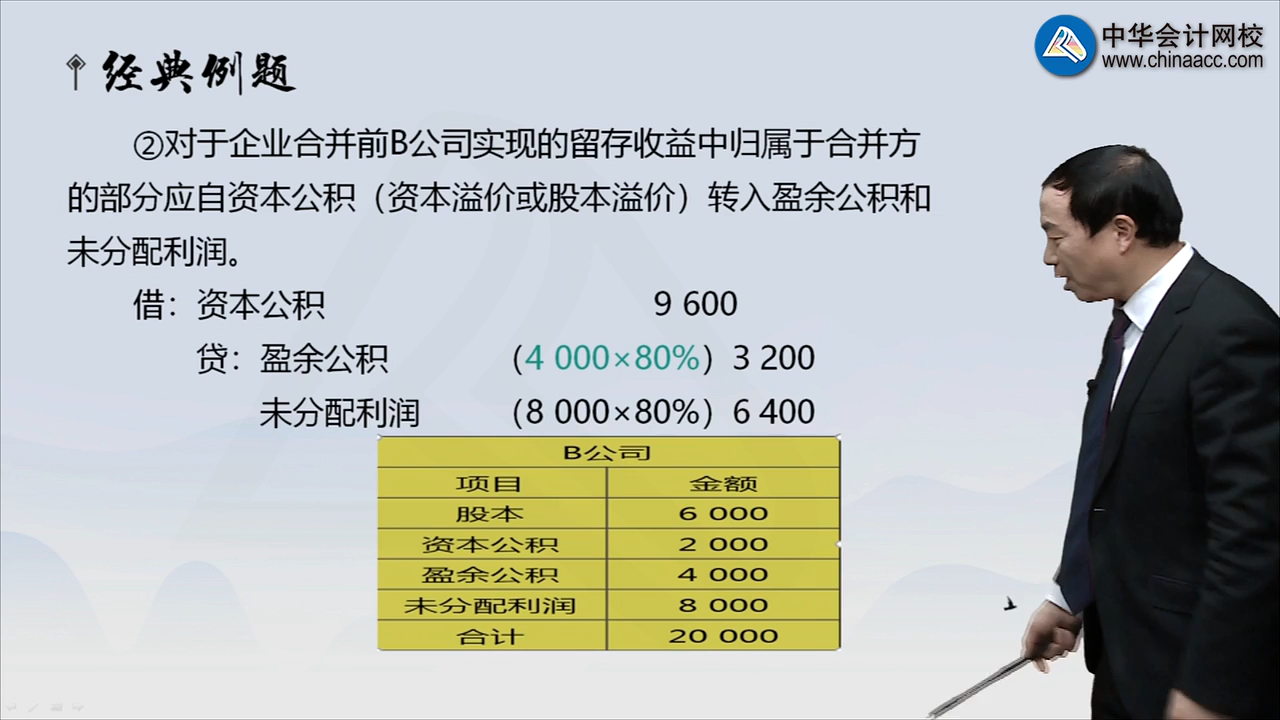 中华会计网校
www.chinaacc.com
经典例题
②对于企业合并前B公司实现的留存收益中归属于合并方
的部分应自资本公积（资本溢价或股本溢价）转入盈余公积和
未分配利润。
借：资本公积 9 600
贷：盈余公积 （4 000×80%）3 200
未分配利润 （8 000×80%）6 400
B公司
项目 金额
股本 6 000
资本公积 2 000
盈余公积 4 000
未分配利润 8 000
合计 20 000